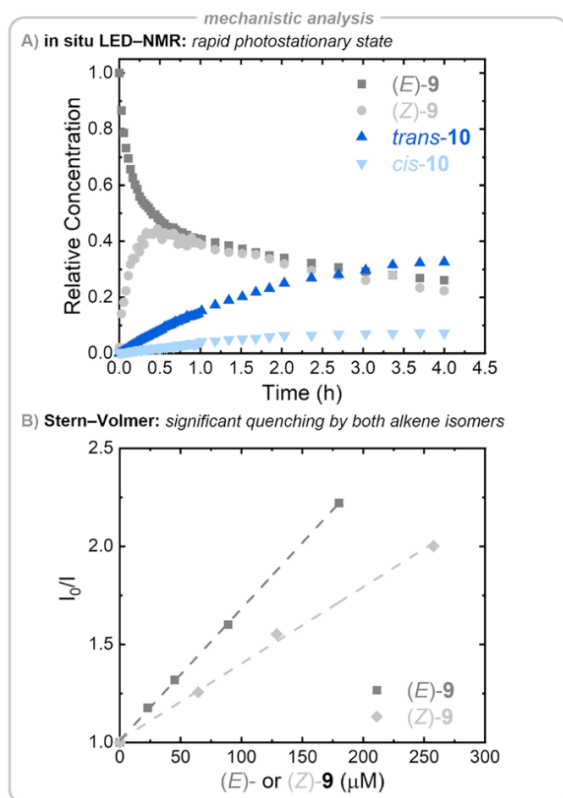 mechanistic analysis
A) in situ LED–NMR: rapid photostationary state
1.0
0.8
0.6
0.4
0.2
0.0
Relative Concentration
(E)-9
(Z)-9
trans-10
cis-10
0.0 0.5 1.0 1.5 2.0 2.5 3.0 3.5 4.0 4.5
Time (h)
B) Stern–Volmer: significant quenching by both alkene isomers
2.5
2.0
1.5
1.0
I₀/I
(E)-9
(Z)-9
0 50 100 150 200 250 300
(E)- or (Z)-9 (μM)